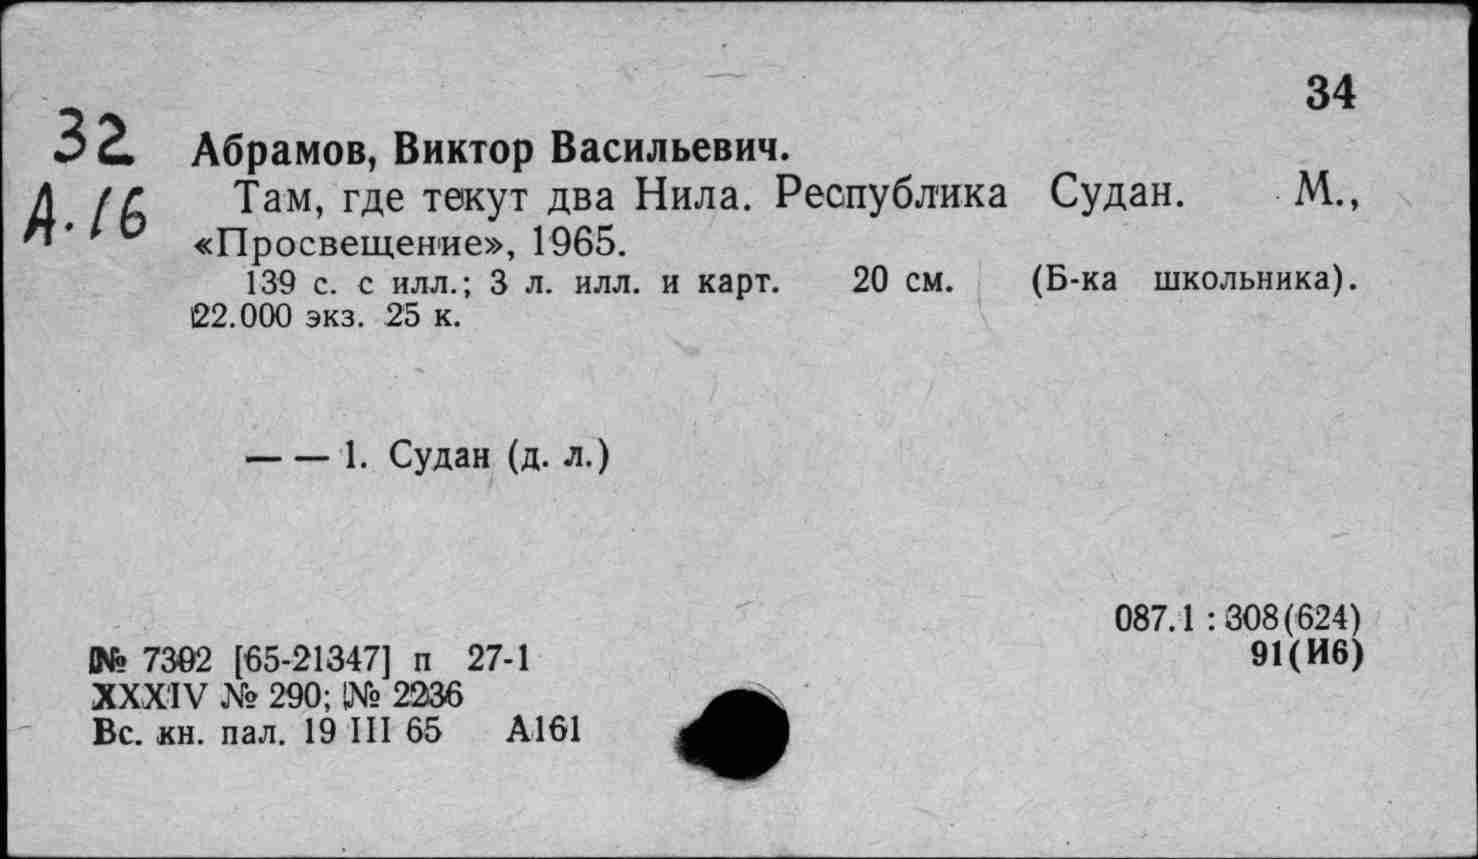 34
32
А.16
Абрамов, Виктор Васильевич.
Там, где текут два Нила. Республика Судан. М.,
«Просвещение», 1965.
139 с. с илл.; 3 л. илл. и карт. 20 см. (Б-ка школьника).
22.000 экз. 25 к.
— — 1. Судан (д. л.)
087.1 : 308(624)
91(И6)
№ 7302 [65-21347] п 27-1
XXXIV № 290; № 2236
Вс. кн. пал. 19 III 65 А161